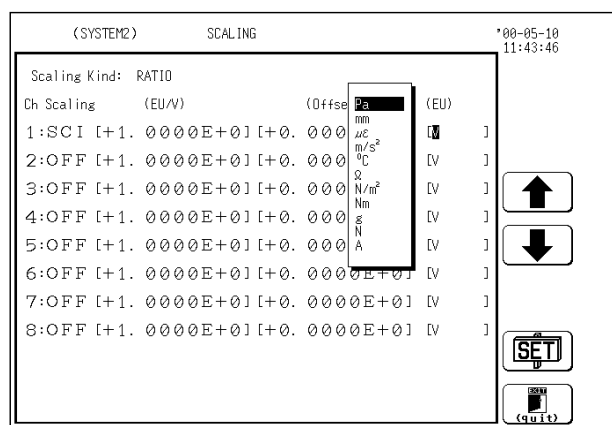 (SYSTEM2) SCALING '00-05-10
11:43:46
Scaling Kind: RATIO
Ch Scaling (EU/V) (Offse (EU)
1:SCI [+1.0000E+0][+0.000 [V ]
2:OFF [+1.0000E+0][+0.000 [V ]
3:OFF [+1.0000E+0][+0.000 [V ]
4:OFF [+1.0000E+0][+0.000 [V ]
5:OFF [+1.0000E+0][+0.000 [V ]
6:OFF [+1.0000E+0][+0.0000E+0] [V ]
7:OFF [+1.0000E+0][+0.0000E+0] [V ]
8:OFF [+1.0000E+0][+0.0000E+0] [V ]
Pa
mm
με
m/s²
⁰C
Ω
N/m²
Nm
g
N
A
SET
EXIT
(quit)